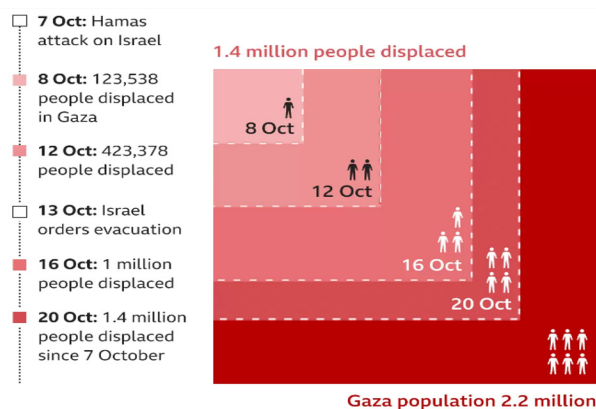 7 Oct: Hamas
attack on Israel
8 Oct: 123,538
people displaced
in Gaza
12 Oct: 423,378
people displaced
13 Oct: Israel
orders evacuation
16 Oct: 1 million
people displaced
20 Oct: 1.4 million
people displaced
since 7 October
1.4 million people displaced
8 Oct
12 Oct
16 Oct
20 Oct
Gaza population 2.2 million